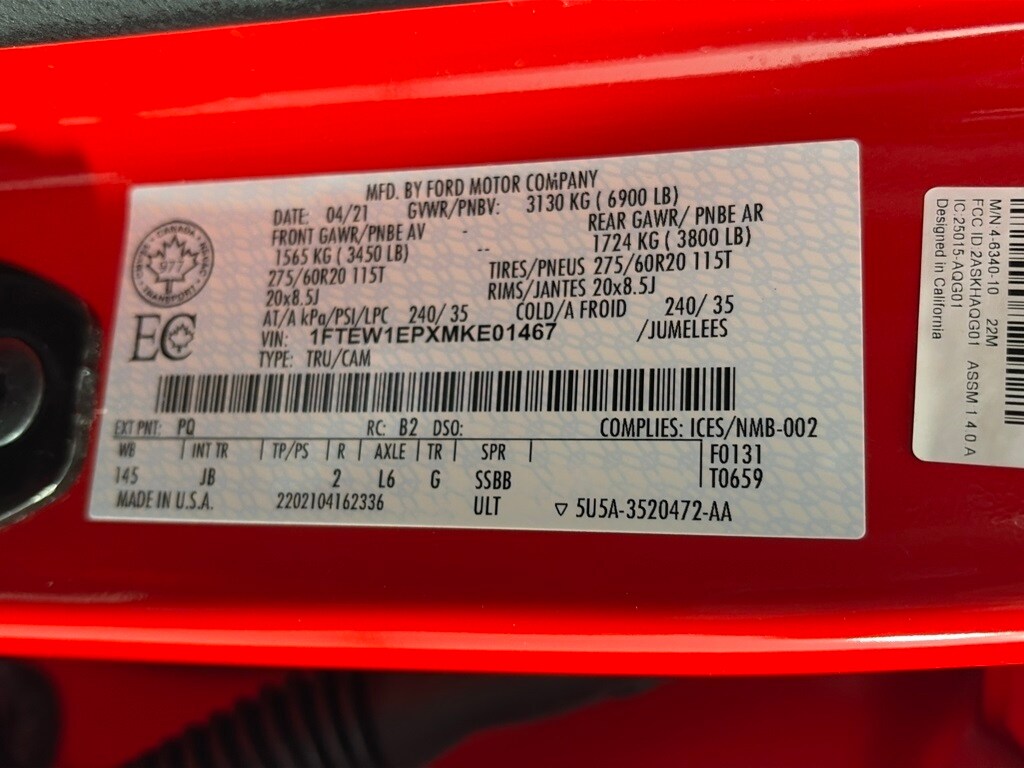 MFD. BY FORD MOTOR COMPANY
DATE: 04/21 GVWR/PNBV: 3130 KG ( 6900 LB)
FRONT GAWR/PNBE AV REAR GAWR/ PNBE AR
1565 KG ( 3450 LB) -- 1724 KG ( 3800 LB)
275/60R20 115T TIRES/PNEUS 275/60R20 115T
20x8.5J RIMS/JANTES 20x8.5J
AT/A kPa/PSI/LPC 240/ 35 COLD/A FROID 240/ 35
VIN: 1FTEW1EPXMKE01467 /JUMELEES
TYPE: TRU/CAM
CANADA
977
TRANSPORT
EC
EXT PNT: PQ RC: B2 DSO: COMPLIES: ICES/NMB-002
WB INT TR TP/PS R AXLE TR SPR F0131
145 JB 2 L6 G SSBB T0659
MADE IN U.S.A. 2202104162336 ULT ▽ 5U5A-3520472-AA
M/N 4-6340-10 22M
FCC ID 2ASKHAQG01 ASSM 1 4 0 A
IC:25015-AQG01
Designed in California